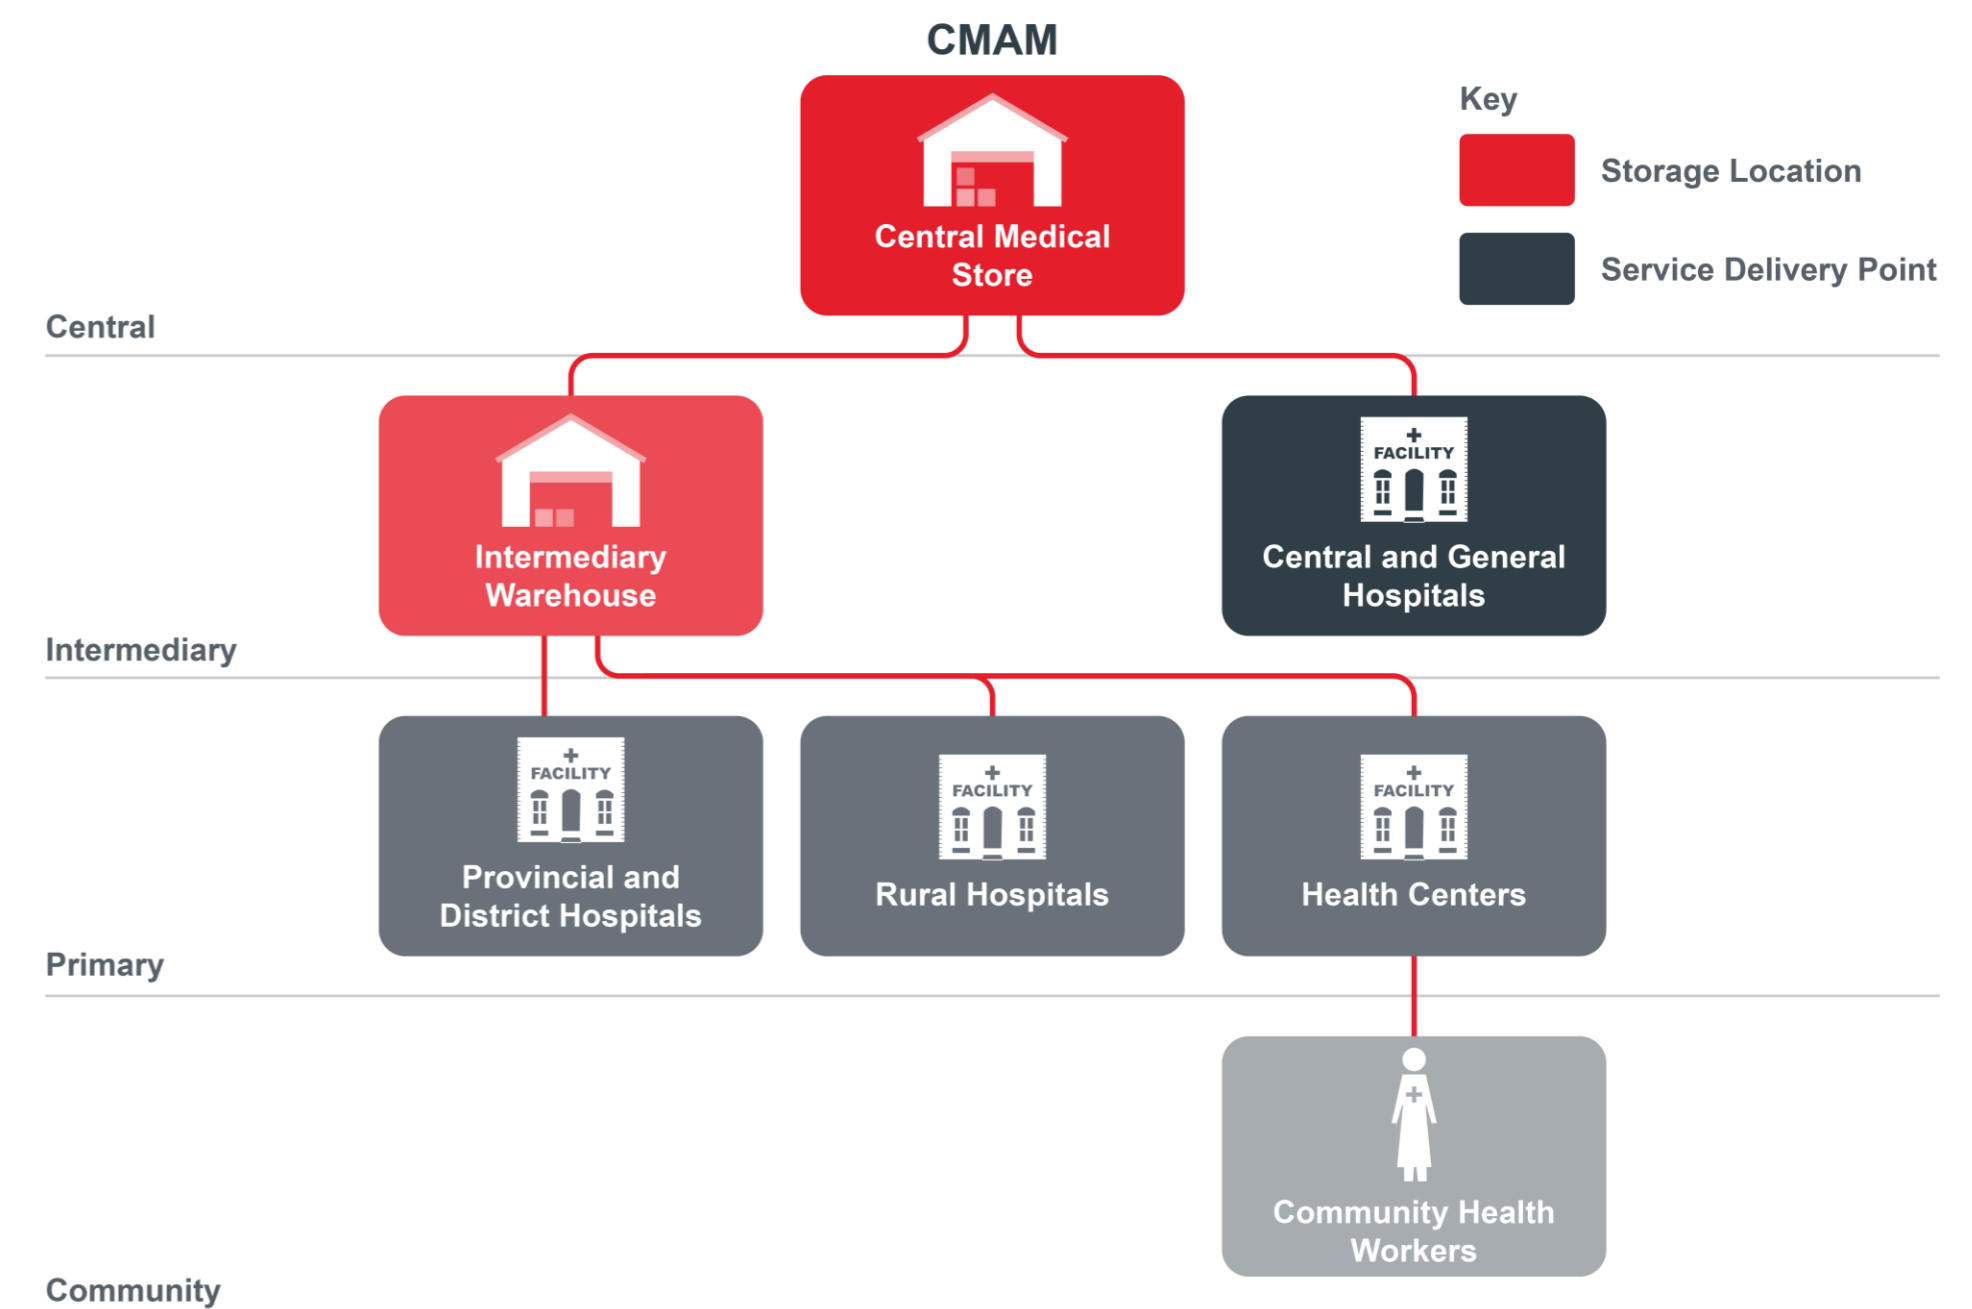 CMAM
Key
Storage Location
Service Delivery Point
Central Medical
Store
Central
FACILITY
Intermediary
Warehouse
Central and General
Hospitals
Intermediary
FACILITY
FACILITY
FACILITY
Provincial and
District Hospitals
Rural Hospitals
Health Centers
Primary
Community Health
Workers
Community